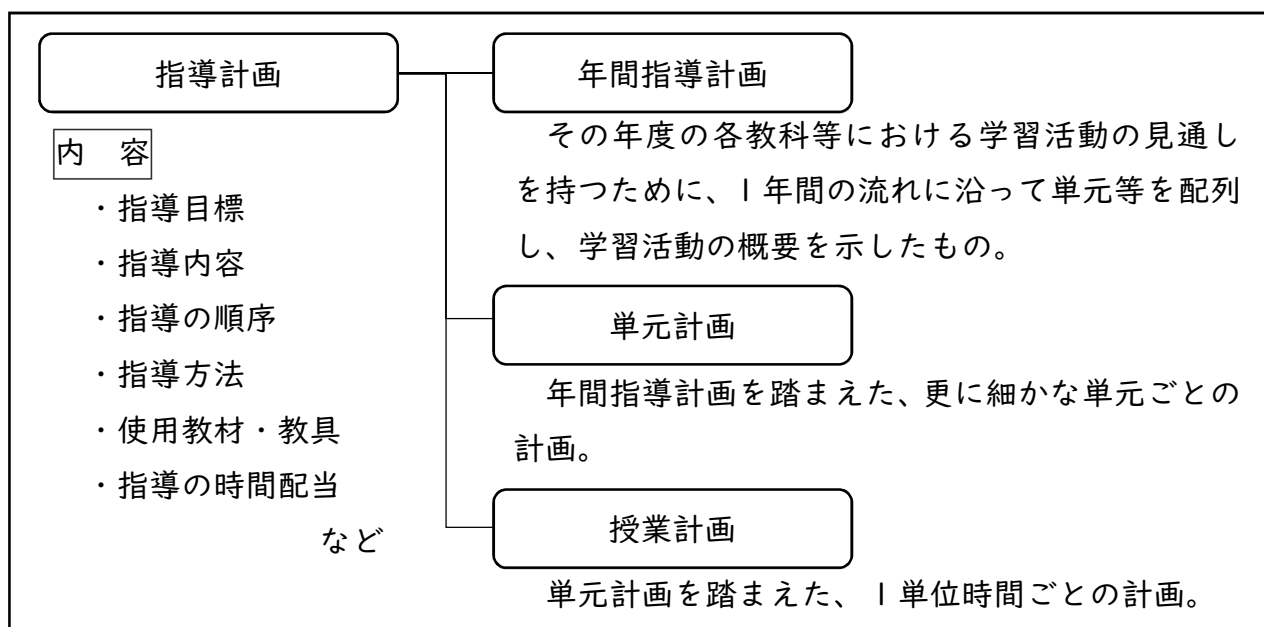 指導計画
内　容
・指導目標
・指導内容
・指導の順序
・指導方法
・使用教材・教具
・指導の時間配当
など
年間指導計画
その年度の各教科等における学習活動の見通し
を持つために、1年間の流れに沿って単元等を配列
し、学習活動の概要を示したもの。
単元計画
年間指導計画を踏まえた、更に細かな単元ごとの
計画。
授業計画
単元計画を踏まえた、1単位時間ごとの計画。